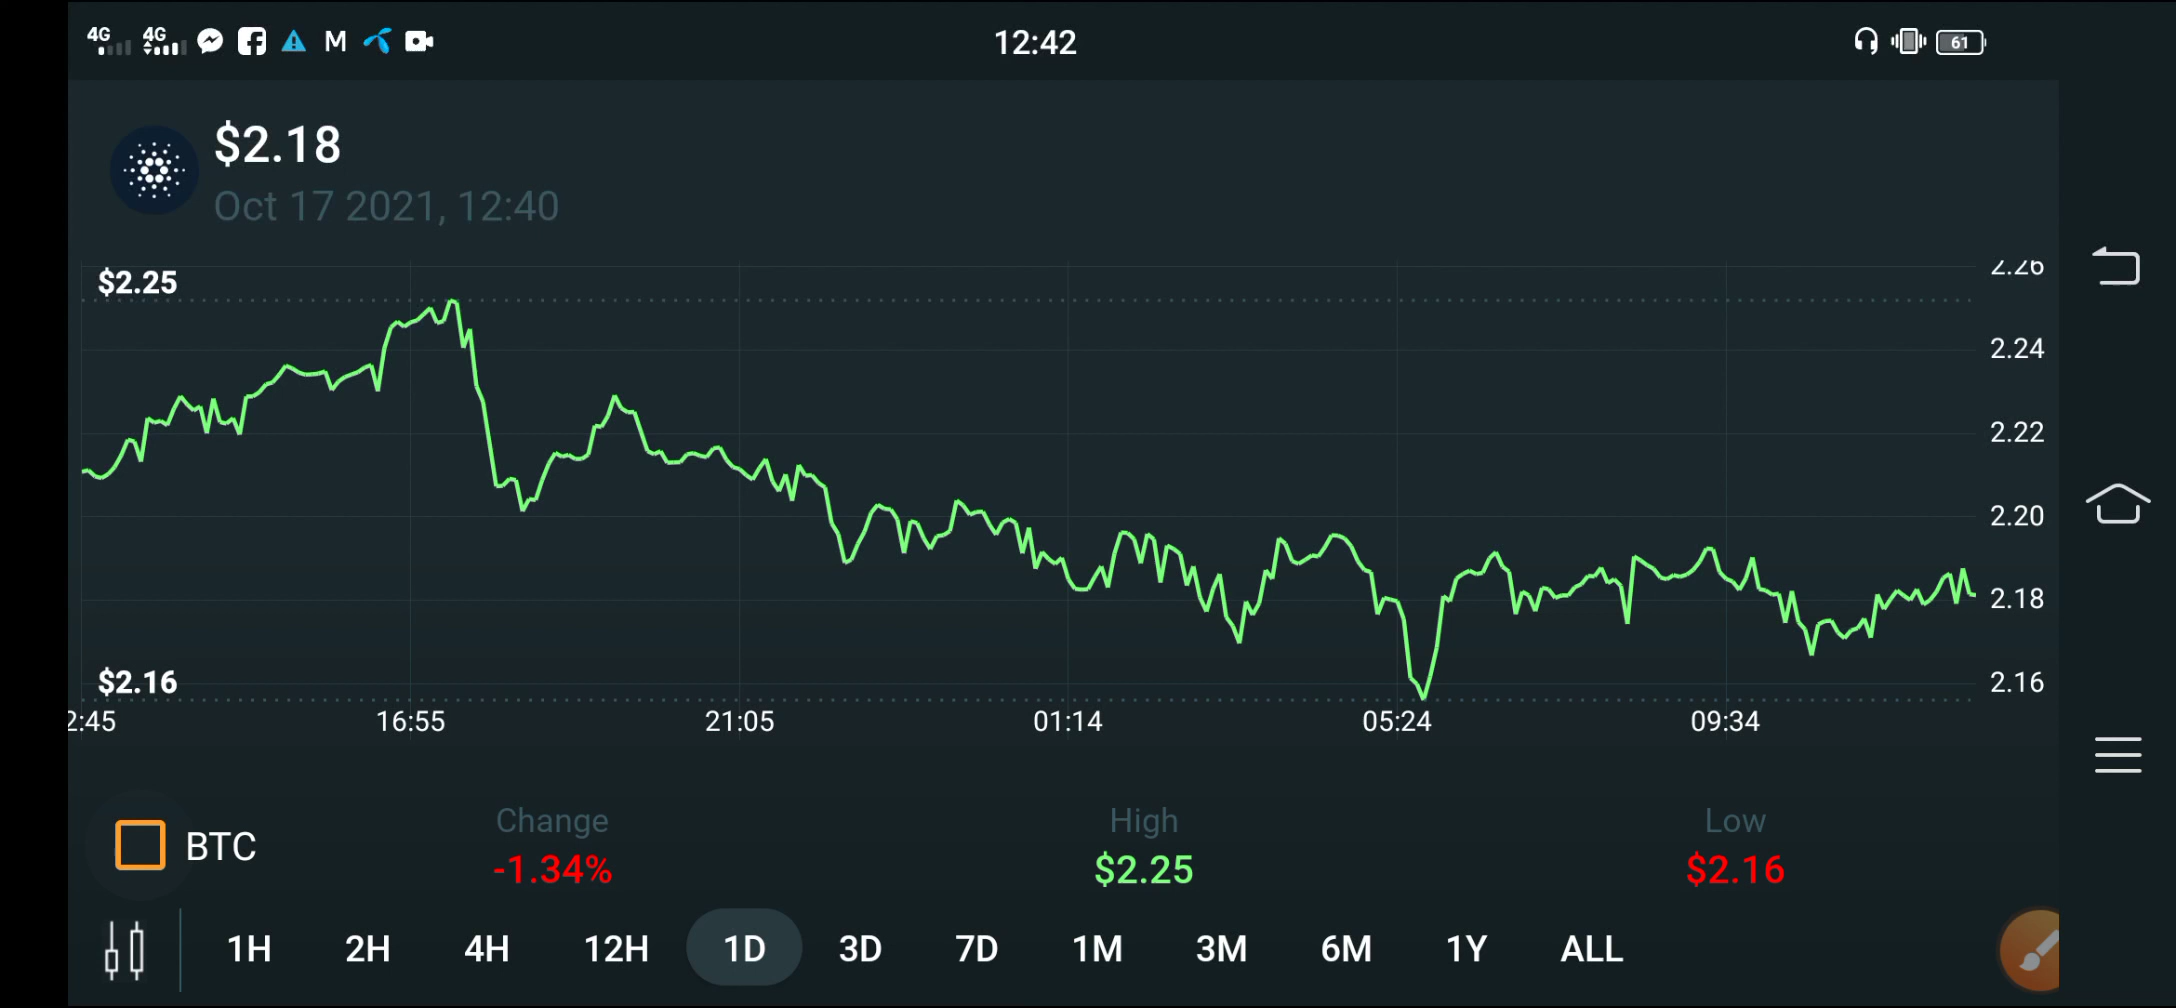 4G 4G M 12:42 61
$2.18
Oct 17 2021, 12:40
$2.25
2.26
2.24
2.22
2.20
2.18
$2.16
2.16
2:45 16:55 21:05 01:14 05:24 09:34
BTC
Change High Low
-1.34% $2.25 $2.16
1H 2H 4H 12H 1D 3D 7D 1M 3M 6M 1Y ALL